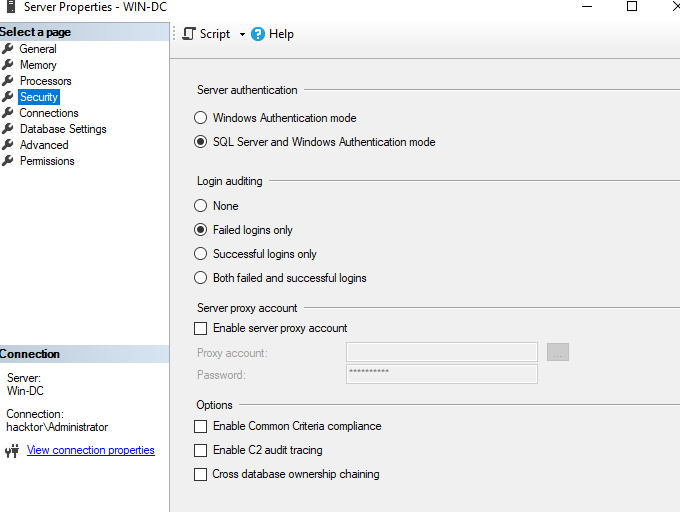 Server Properties - WIN-DC
Select a page
General
Memory
Processors
Security
Connections
Database Settings
Advanced
Permissions
Connection
Server:
Win-DC
Connection:
hacktor\Administrator
View connection properties
Script
Help
Server authentication
Windows Authentication mode
SQL Server and Windows Authentication mode
Login auditing
None
Failed logins only
Successful logins only
Both failed and successful logins
Server proxy account
Enable server proxy account
Proxy account:
...
Password: **********
Options
Enable Common Criteria compliance
Enable C2 audit tracing
Cross database ownership chaining